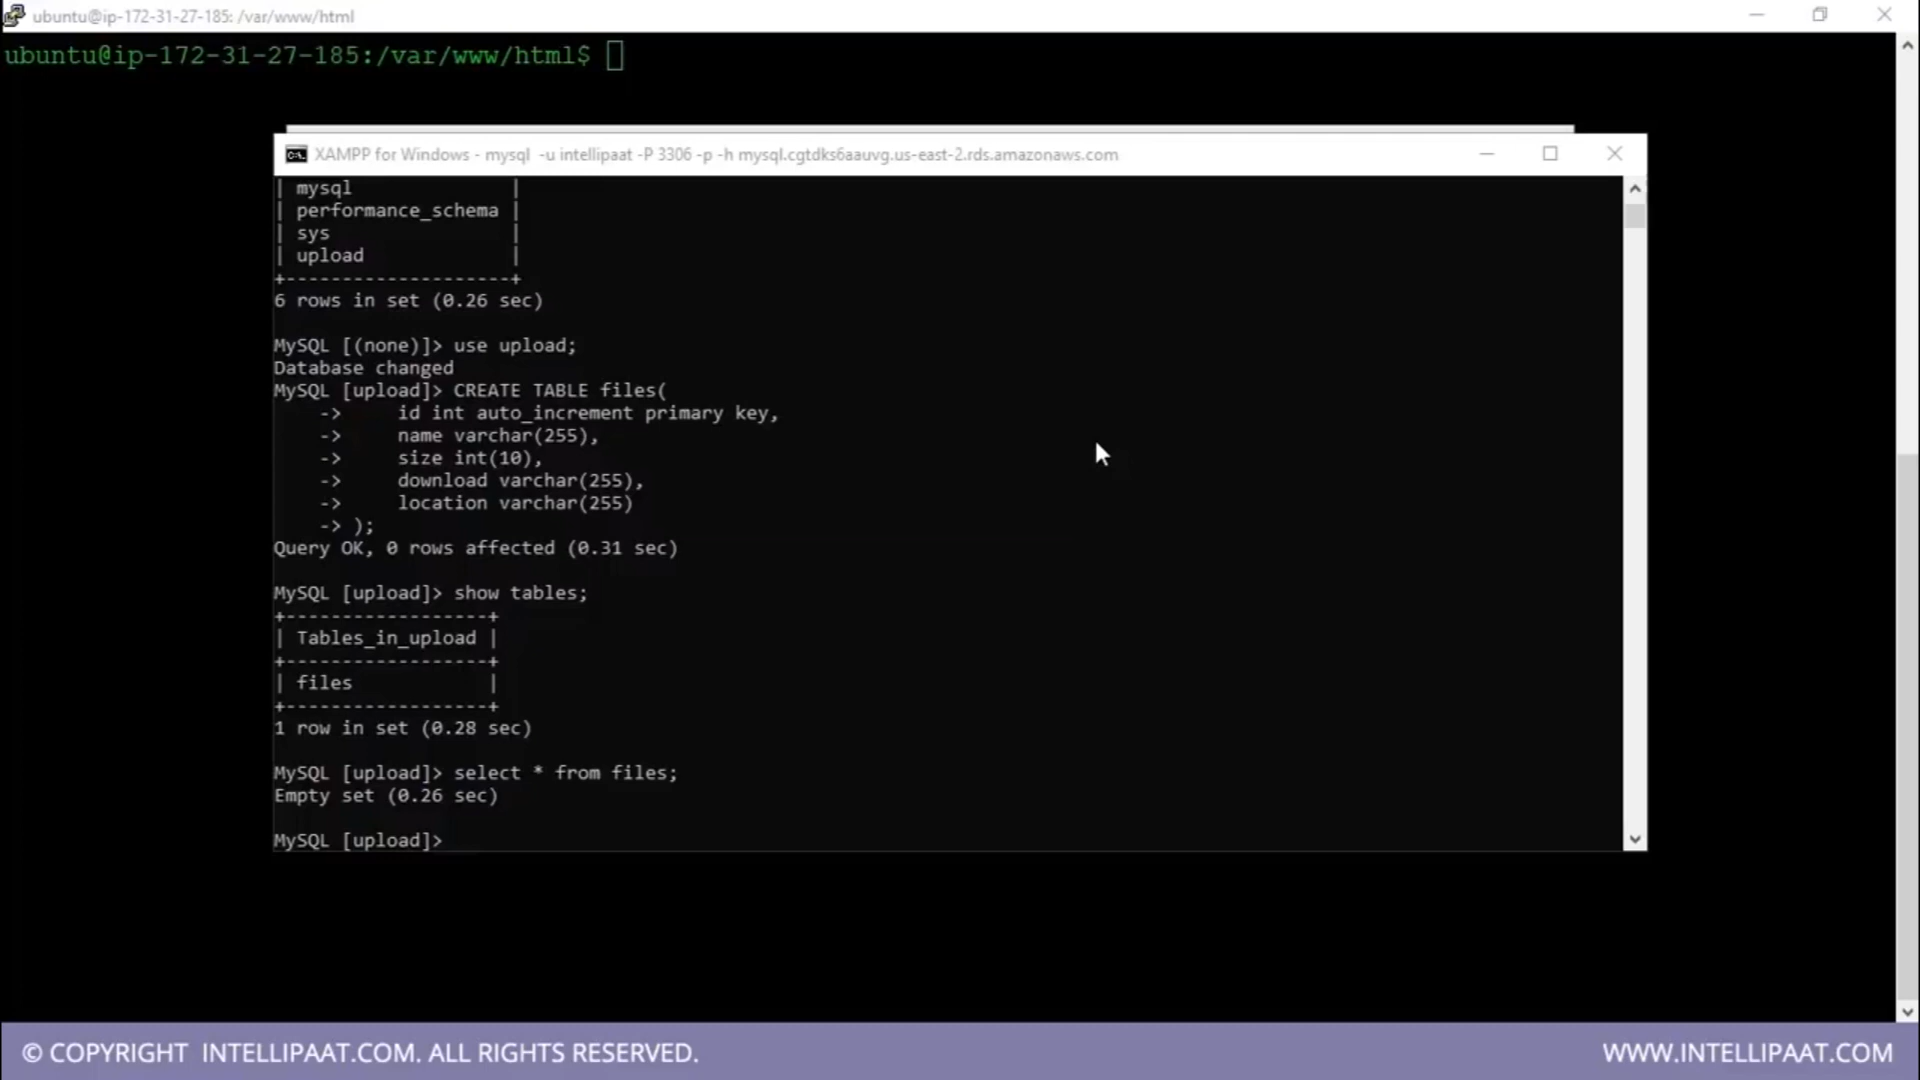 ubuntu@ip-172-31-27-185: /var/www/html
ubuntu@ip-172-31-27-185:/var/www/html$
XAMPP for Windows - mysql -u intellipaat -P 3306 -p -h mysql.cgtdks6aauvg.us-east-2.rds.amazonaws.com
| mysql              |
| performance_schema |
| sys                |
| upload             |
+--------------------+
6 rows in set (0.26 sec)
MySQL [(none)]> use upload;
Database changed
MySQL [upload]> CREATE TABLE files(
    ->     id int auto_increment primary key,
    ->     name varchar(255),
    ->     size int(10),
    ->     download varchar(255),
    ->     location varchar(255)
    -> );
Query OK, 0 rows affected (0.31 sec)
MySQL [upload]> show tables;
+------------------+
| Tables_in_upload |
+------------------+
| files            |
+------------------+
1 row in set (0.28 sec)
MySQL [upload]> select * from files;
Empty set (0.26 sec)
MySQL [upload]>
© COPYRIGHT INTELLIPAAT.COM. ALL RIGHTS RESERVED.
WWW.INTELLIPAAT.COM